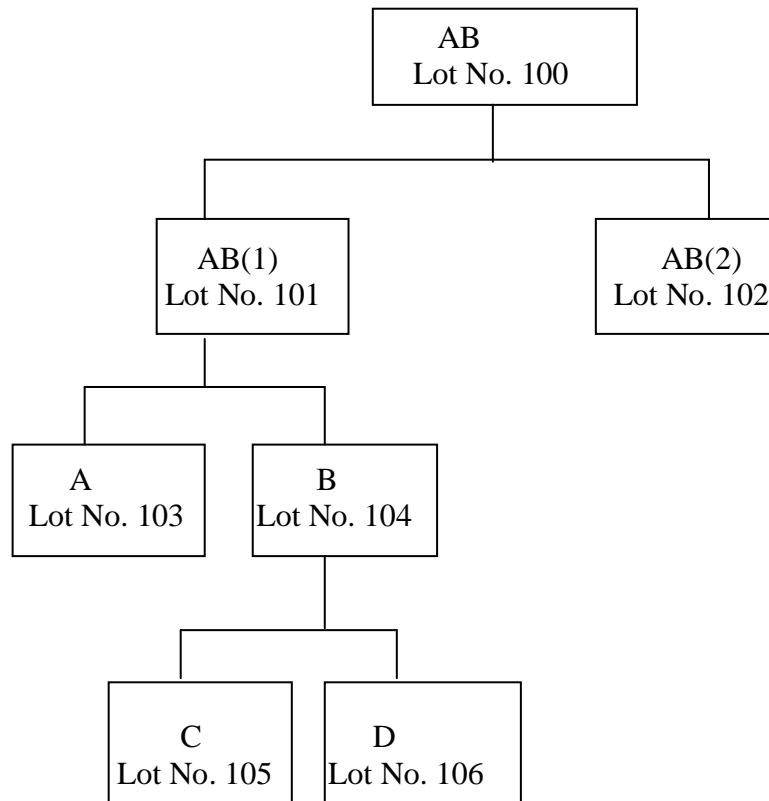 AB
Lot No. 100
AB(1)
Lot No. 101
AB(2)
Lot No. 102
A
Lot No. 103
B
Lot No. 104
C
Lot No. 105
D
Lot No. 106